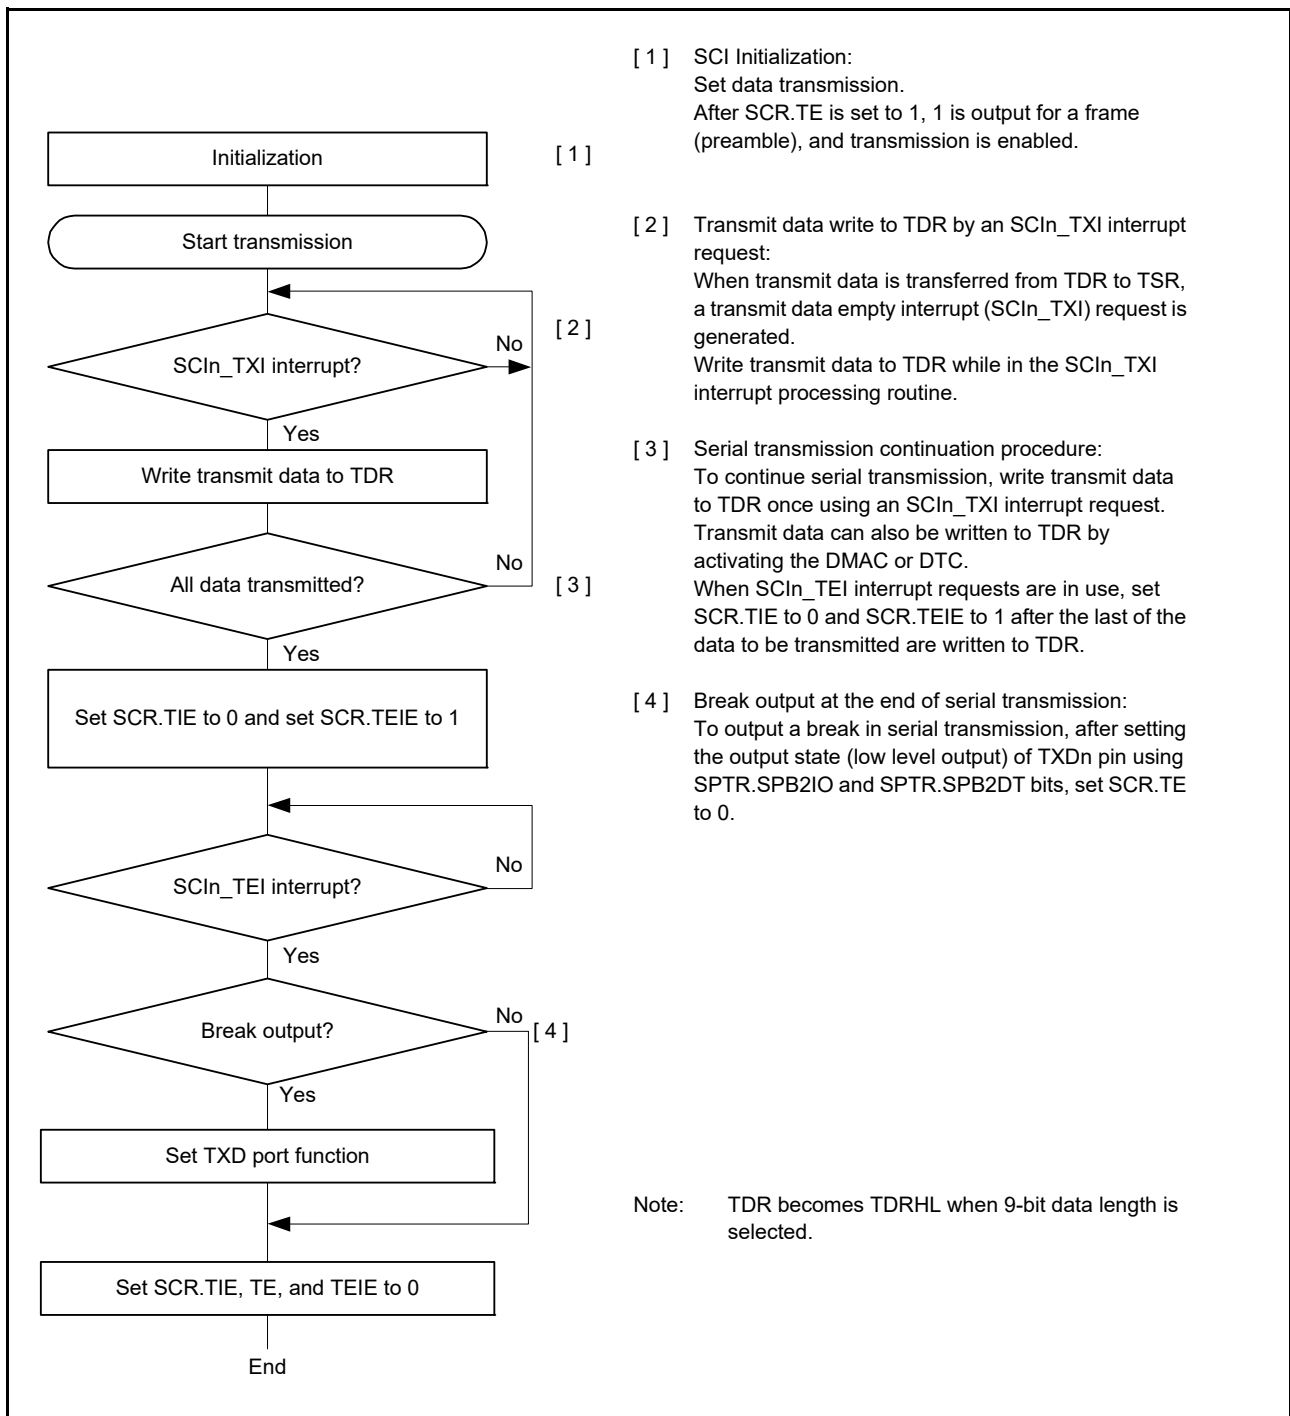 Initialization
[ 1 ]
Start transmission
[ 2 ]
No
SCIn_TXI interrupt?
Yes
Write transmit data to TDR
No
All data transmitted?
[ 3 ]
Yes
Set SCR.TIE to 0 and set SCR.TEIE to 1
No
SCIn_TEI interrupt?
Yes
No
Break output?
[ 4 ]
Yes
Set TXD port function
Set SCR.TIE, TE, and TEIE to 0
End
[ 1 ] SCI Initialization:
Set data transmission.
After SCR.TE is set to 1, 1 is output for a frame
(preamble), and transmission is enabled.
[ 2 ] Transmit data write to TDR by an SCIn_TXI interrupt
request:
When transmit data is transferred from TDR to TSR,
a transmit data empty interrupt (SCIn_TXI) request is
generated.
Write transmit data to TDR while in the SCIn_TXI
interrupt processing routine.
[ 3 ] Serial transmission continuation procedure:
To continue serial transmission, write transmit data
to TDR once using an SCIn_TXI interrupt request.
Transmit data can also be written to TDR by
activating the DMAC or DTC.
When SCIn_TEI interrupt requests are in use, set
SCR.TIE to 0 and SCR.TEIE to 1 after the last of the
data to be transmitted are written to TDR.
[ 4 ] Break output at the end of serial transmission:
To output a break in serial transmission, after setting
the output state (low level output) of TXDn pin using
SPTR.SPB2IO and SPTR.SPB2DT bits, set SCR.TE
to 0.
Note: TDR becomes TDRHL when 9-bit data length is
selected.